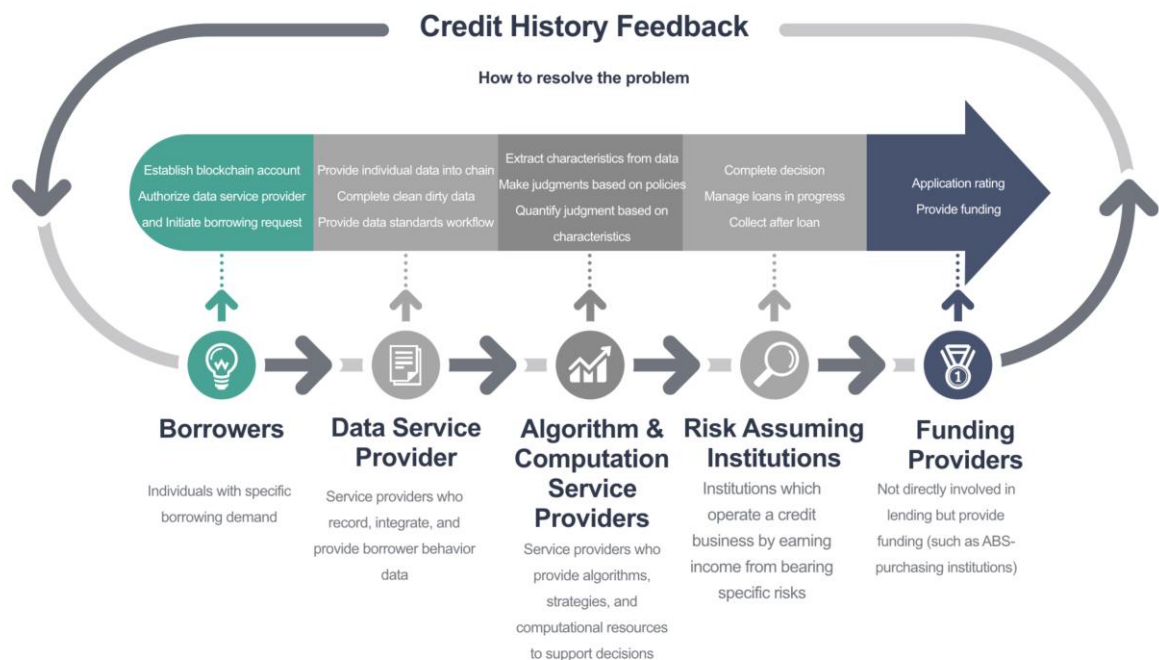 Credit History Feedback
How to resolve the problem
Establish blockchain account
Authorize data service provider
and Initiate borrowing request
Provide individual data into chain
Complete clean dirty data
Provide data standards workflow
Extract characteristics from data
Make judgments based on policies
Quantify judgment based on
characteristics
Complete decision
Manage loans in progress
Collect after loan
Application rating
Provide funding
1
Borrowers
Individuals with specific
borrowing demand
Data Service
Provider
Service providers who
record, integrate, and
provide borrower behavior
data
Algorithm &
Computation
Service
Providers
Service providers who
provide algorithms,
strategies, and
computational resources
to support decisions
Risk Assuming
Institutions
Institutions which
operate a credit
business by earning
income from bearing
specific risks
Funding
Providers
Not directly involved in
lending but provide
funding (such as ABS-
purchasing institutions)